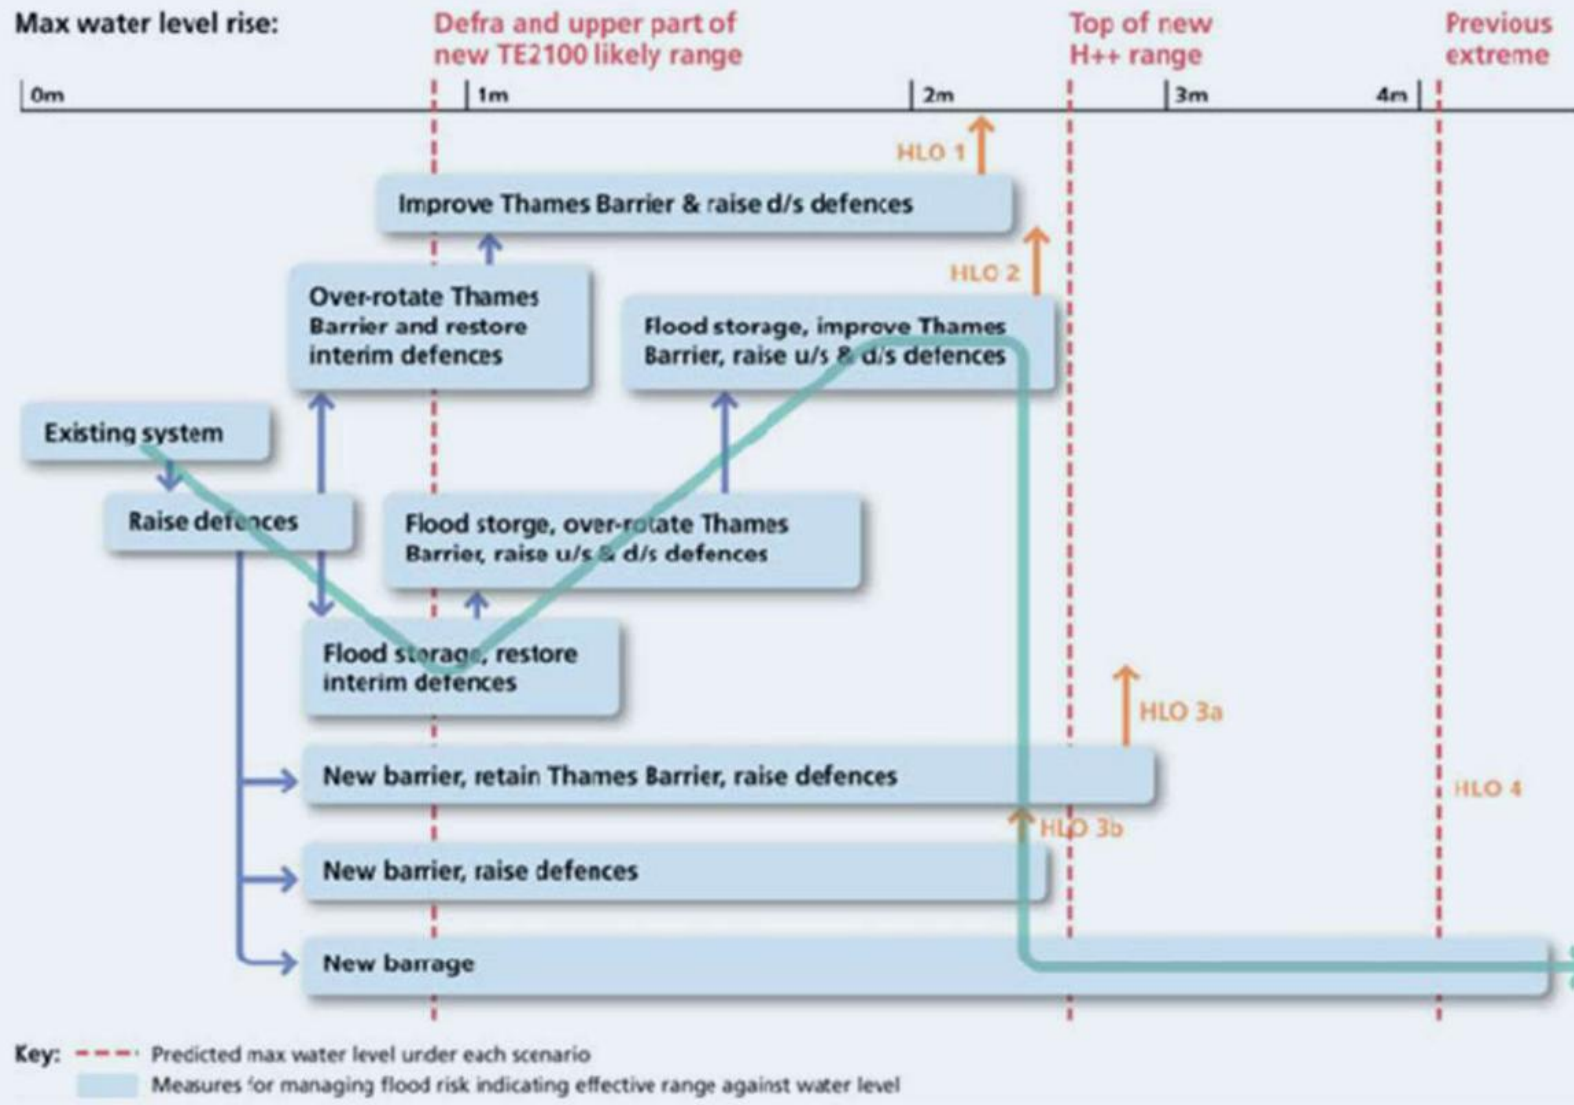 Max water level rise:
Defra and upper part of
new TE2100 likely range
Top of new
H++ range
Previous
extreme
0m
1m
2m
3m
4m
HLO 1
Improve Thames Barrier & raise d/s defences
HLO 2
Over-rotate Thames
Barrier and restore
interim defences
Flood storage, improve Thames
Barrier, raise u/s & d/s defences
Existing system
Raise defences
Flood storge, over-rotate Thames
Barrier, raise u/s & d/s defences
Flood storage, restore
interim defences
HLO 3a
New barrier, retain Thames Barrier, raise defences
HLO 4
HLO 3b
New barrier, raise defences
New barrage
Key:
Predicted max water level under each scenario
Measures for managing flood risk indicating effective range against water level